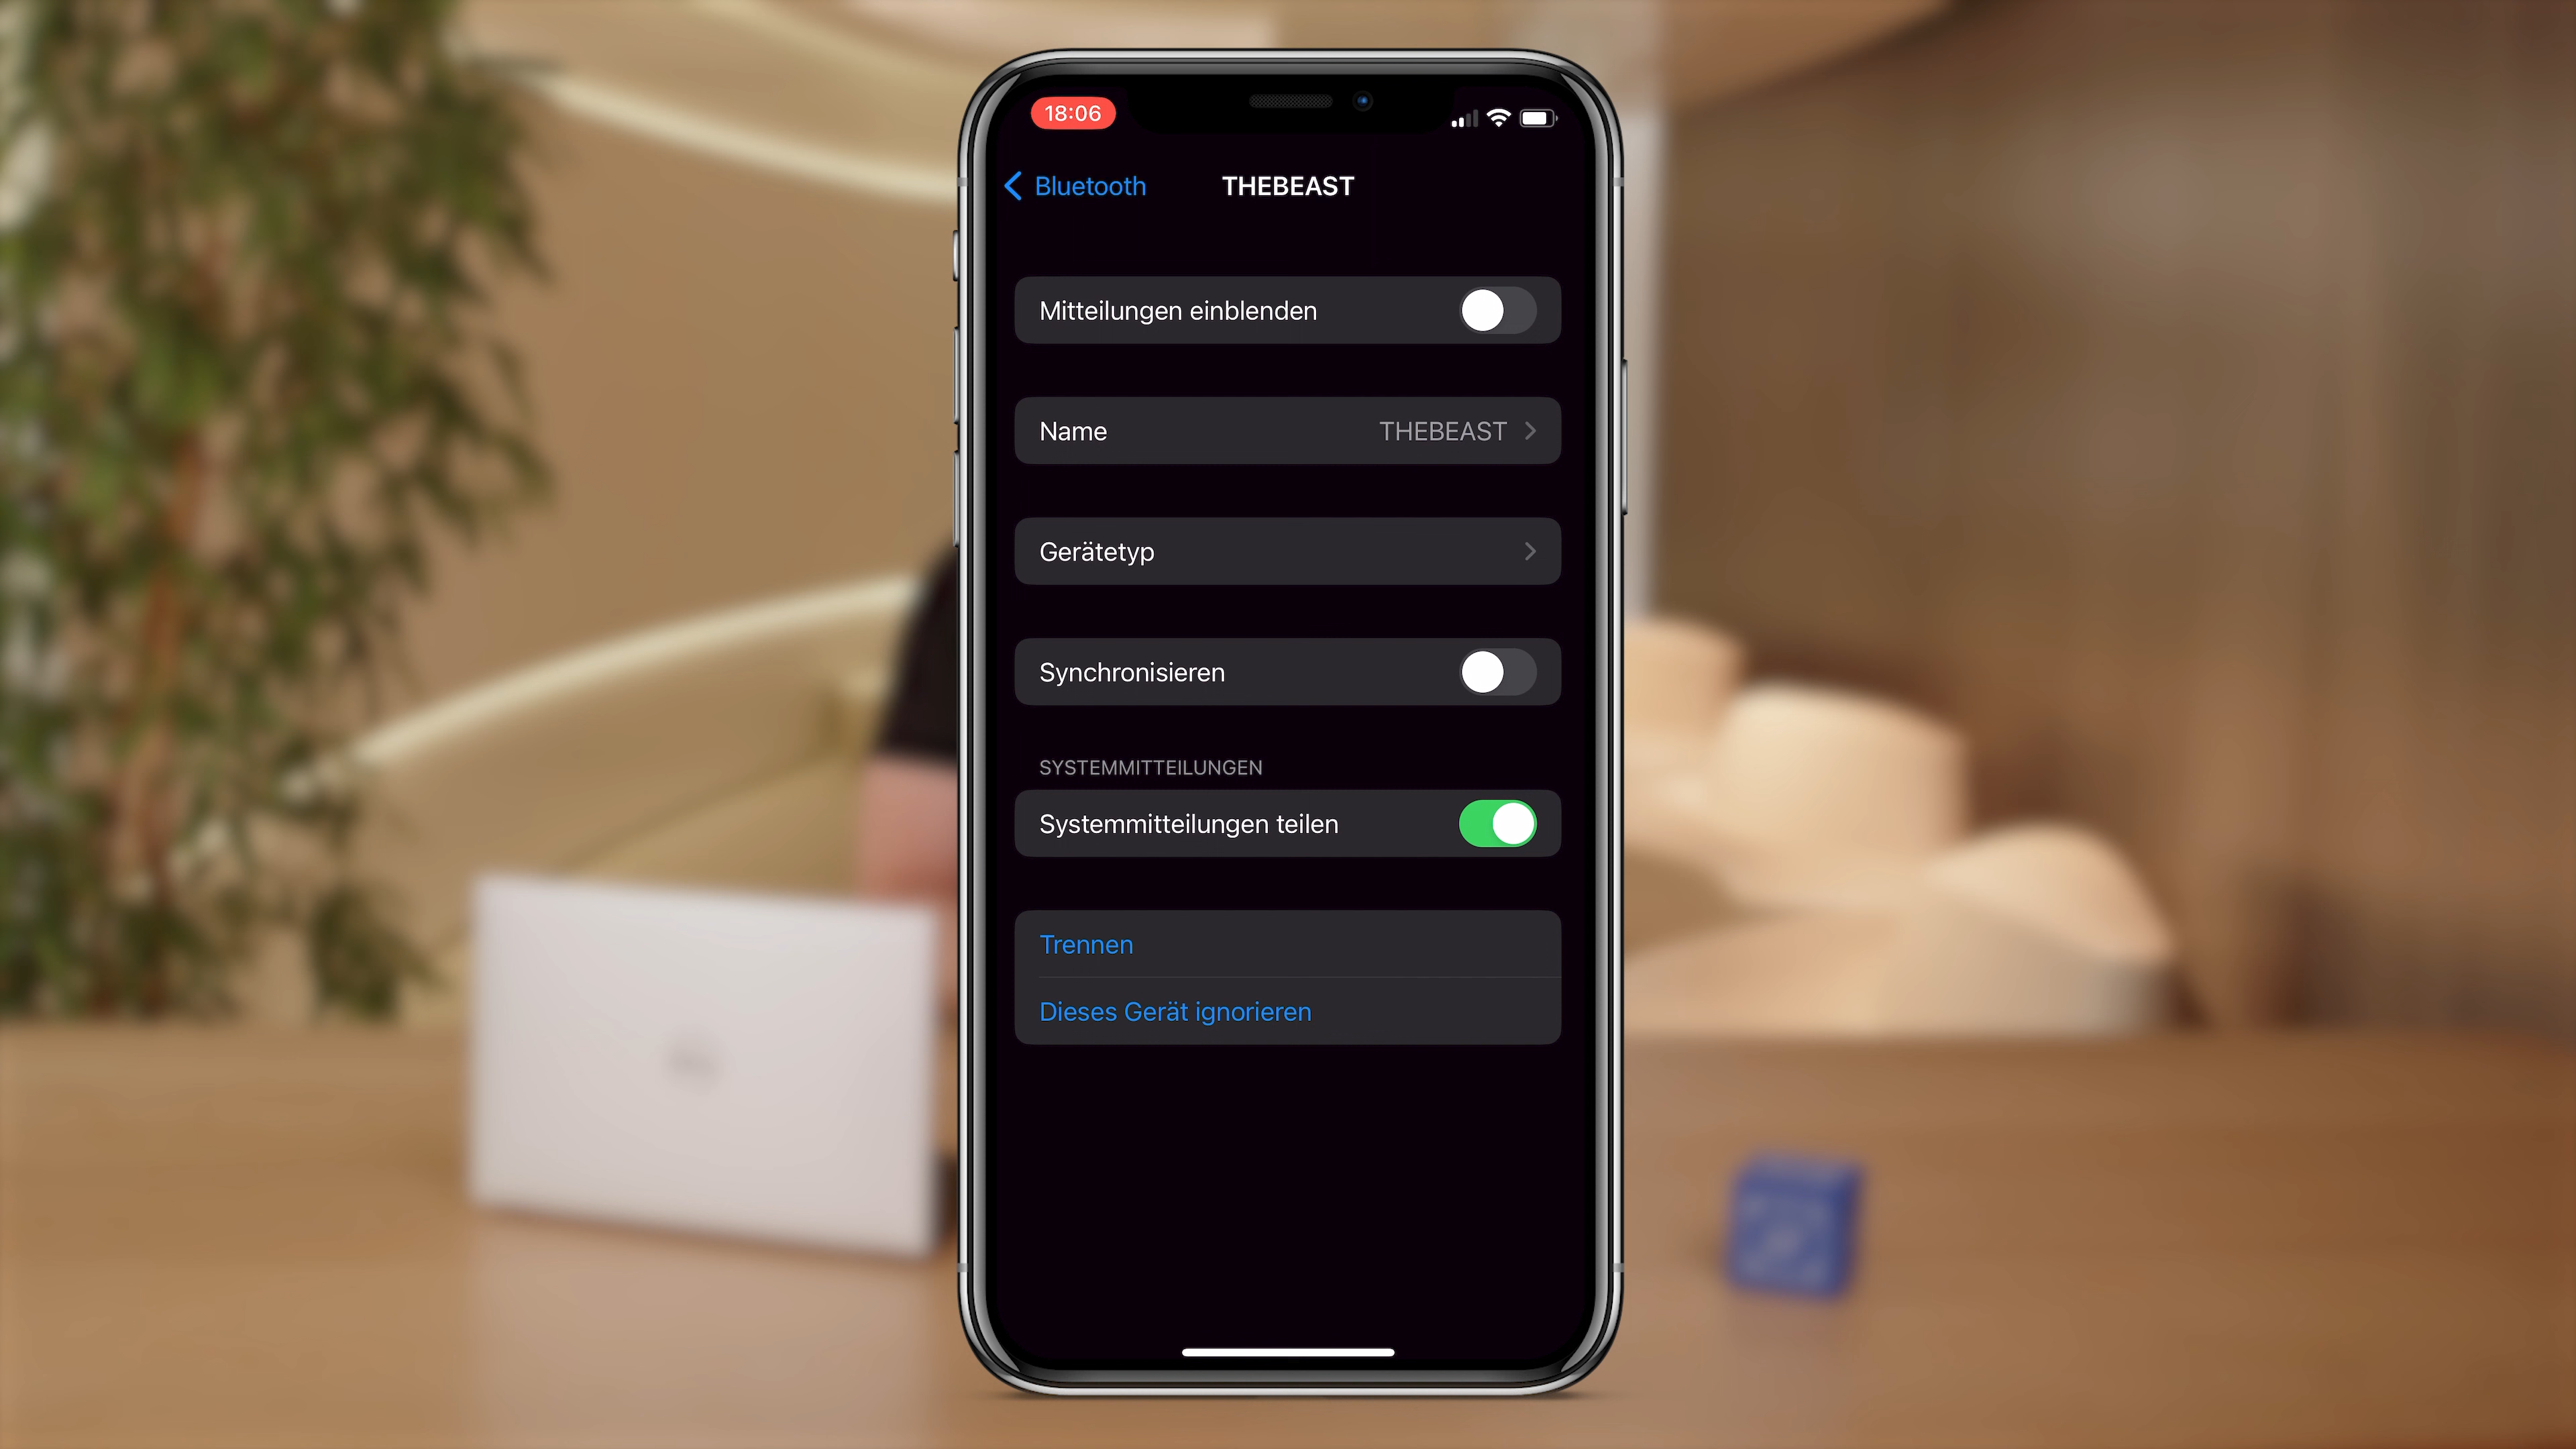 18:06
Bluetooth
THEBEAST
Mitteilungen einblenden
Name THEBEAST
Gerätetyp
Synchronisieren
SYSTEMMITTEILUNGEN
Systemmitteilungen teilen
Trennen
Dieses Gerät ignorieren